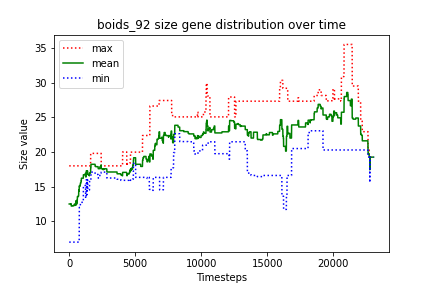 boids_92 size gene distribution over time
max
mean
min
Size value
35
30
25
20
15
10
0 5000 10000 15000 20000
Timesteps